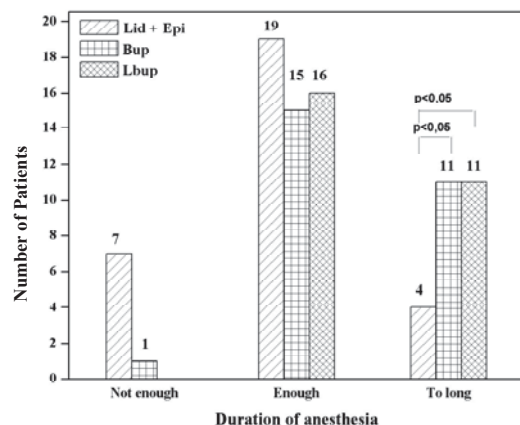 Number of Patients
20
18
16
14
12
10
8
6
4
2
0
Lid + Epi
Bup
Lbup
7
1
19
15
16
p<0.05
p<0,05
4
11
11
Not enough
Enough
To long
Duration of anesthesia